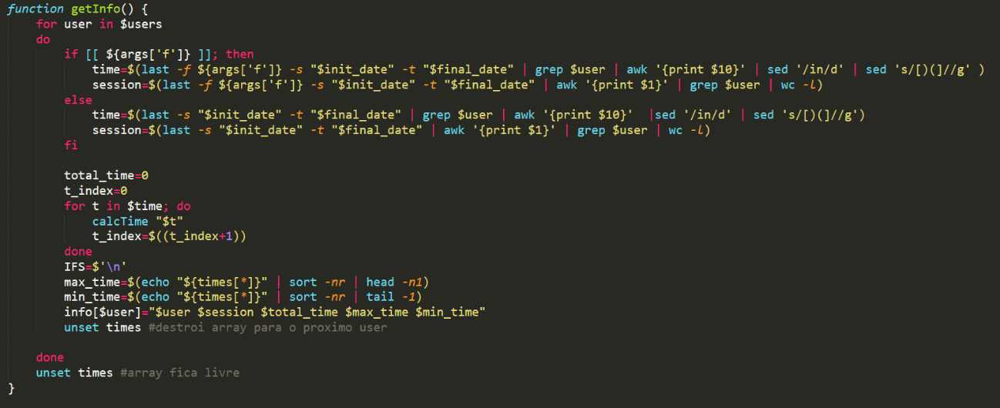 function getInfo() {
    for user in $users
    do
        if [[ ${args['f']} ]]; then
            time=$(last -f ${args['f']} -s "$init_date" -t "$final_date" | grep $user | awk '{print $10}' | sed '/in/d' | sed 's/[)(]//g' )
            session=$(last -f ${args['f']} -s "$init_date" -t "$final_date" | awk '{print $1}' | grep $user | wc -l)
        else
            time=$(last -s "$init_date" -t "$final_date" | grep $user | awk '{print $10}'  |sed '/in/d' | sed 's/[)(]//g')
            session=$(last -s "$init_date" -t "$final_date" | awk '{print $1}' | grep $user | wc -l)
        fi

        total_time=0
        t_index=0
        for t in $time; do
            calcTime "$t"
            t_index=$((t_index+1))
        done
        IFS=$'\n'
        max_time=$(echo "${times[*]}" | sort -nr | head -n1)
        min_time=$(echo "${times[*]}" | sort -nr | tail -1)
        info[$user]="$user $session $total_time $max_time $min_time"
        unset times #destroi array para o proximo user

    done
    unset times #array fica livre
}